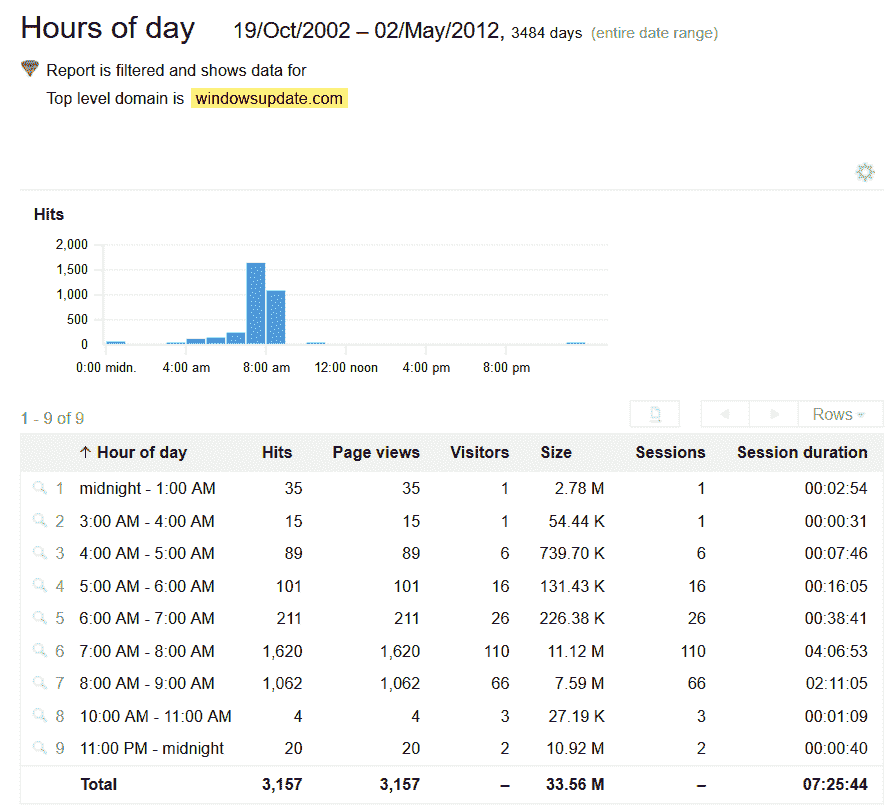 Hours of day 19/Oct/2002 – 02/May/2012, 3484 days (entire date range)
Report is filtered and shows data for
Top level domain is windowsupdate.com
Hits
2,000
1,500
1,000
500
0
0:00 midn. 4:00 am 8:00 am 12:00 noon 4:00 pm 8:00 pm
1 - 9 of 9 Rows
↑ Hour of day Hits Page views Visitors Size Sessions Session duration
1 midnight - 1:00 AM 35 35 1 2.78 M 1 00:02:54
2 3:00 AM - 4:00 AM 15 15 1 54.44 K 1 00:00:31
3 4:00 AM - 5:00 AM 89 89 6 739.70 K 6 00:07:46
4 5:00 AM - 6:00 AM 101 101 16 131.43 K 16 00:16:05
5 6:00 AM - 7:00 AM 211 211 26 226.38 K 26 00:38:41
6 7:00 AM - 8:00 AM 1,620 1,620 110 11.12 M 110 04:06:53
7 8:00 AM - 9:00 AM 1,062 1,062 66 7.59 M 66 02:11:05
8 10:00 AM - 11:00 AM 4 4 3 27.19 K 3 00:01:09
9 11:00 PM - midnight 20 20 2 10.92 M 2 00:00:40
Total 3,157 3,157 – 33.56 M – 07:25:44